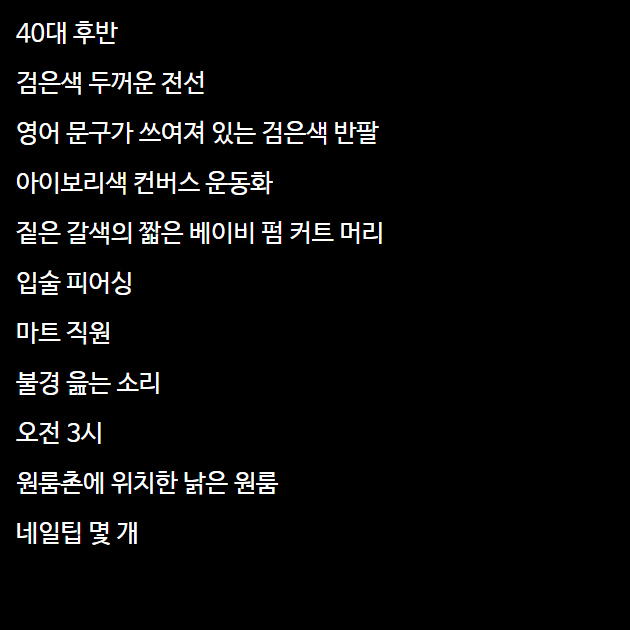 40대 후반
검은색 두꺼운 전선
영어 문구가 쓰여져 있는 검은색 반팔
아이보리색 컨버스 운동화
짙은 갈색의 짧은 베이비 펌 커트 머리
입술 피어싱
마트 직원
불경 읊는 소리
오전 3시
원룸촌에 위치한 낡은 원룸
네일팁 몇 개